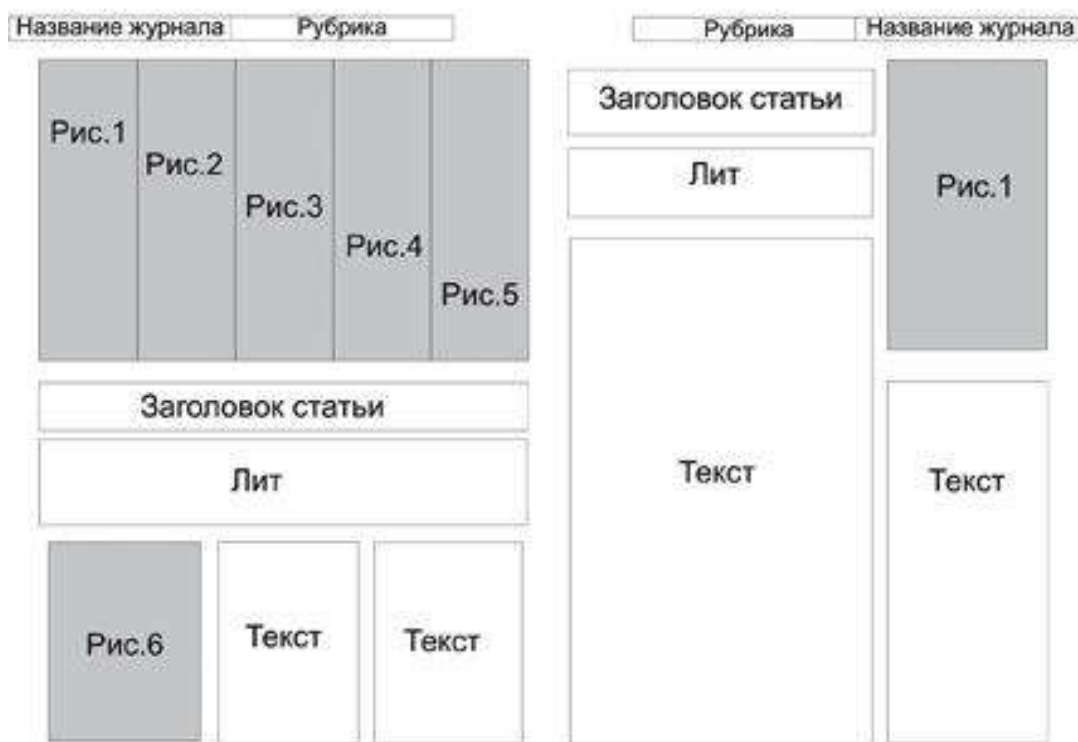 Название журнала
Рубрика
Рис.1
Рис.2
Рис.3
Рис.4
Рис.5
Заголовок статьи
Лит
Рис.6
Текст
Текст
Рубрика
Название журнала
Заголовок статьи
Лит
Рис.1
Текст
Текст